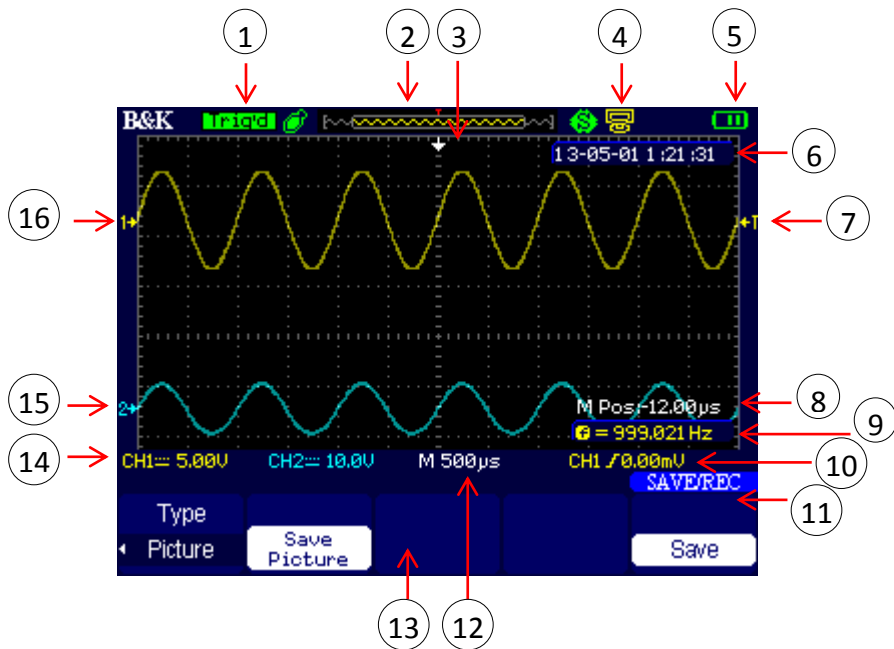 1 2 3 4 5
B&K Trig'd T
13-05-01 1:21:31 6
16 1 T 7
15 2 M Pos:-12.00µs 8
f = 999.021Hz 9
14 CH1 5.00V CH2 10.0V M 500µs CH1 0.00mV 10
SAVE/REC
11
Type
Picture Save Picture Save
13 12